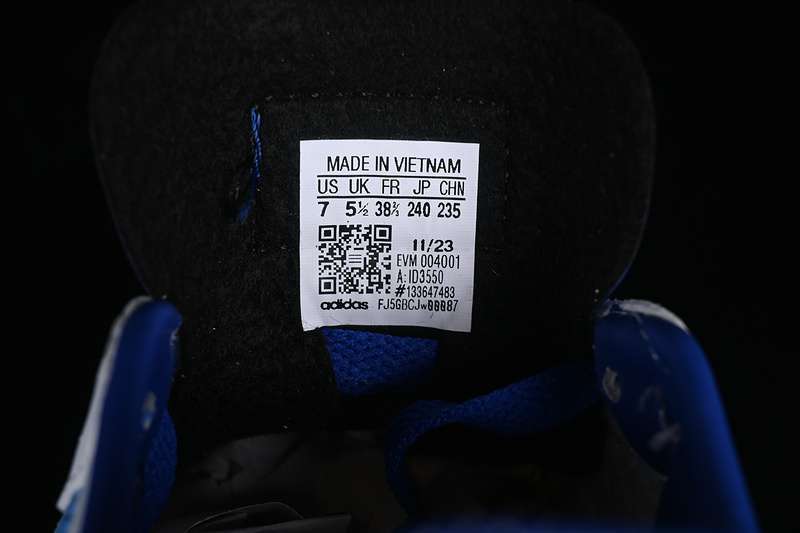 MADE IN VIETNAM
US UK FR JP CHN
7 5½ 38⅔ 240 235
11/23
EVM 004001
A: ID3550
#133647483
adidas FJ5GBCJw00087